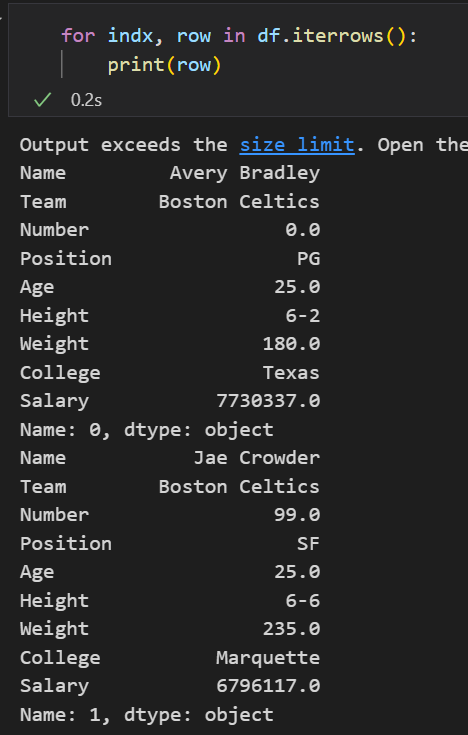 for indx, row in df.iterrows():
print(row)
0.2s
Output exceeds the size limit. Open the
Name Avery Bradley
Team Boston Celtics
Number 0.0
Position PG
Age 25.0
Height 6-2
Weight 180.0
College Texas
Salary 7730337.0
Name: 0, dtype: object
Name Jae Crowder
Team Boston Celtics
Number 99.0
Position SF
Age 25.0
Height 6-6
Weight 235.0
College Marquette
Salary 6796117.0
Name: 1, dtype: object